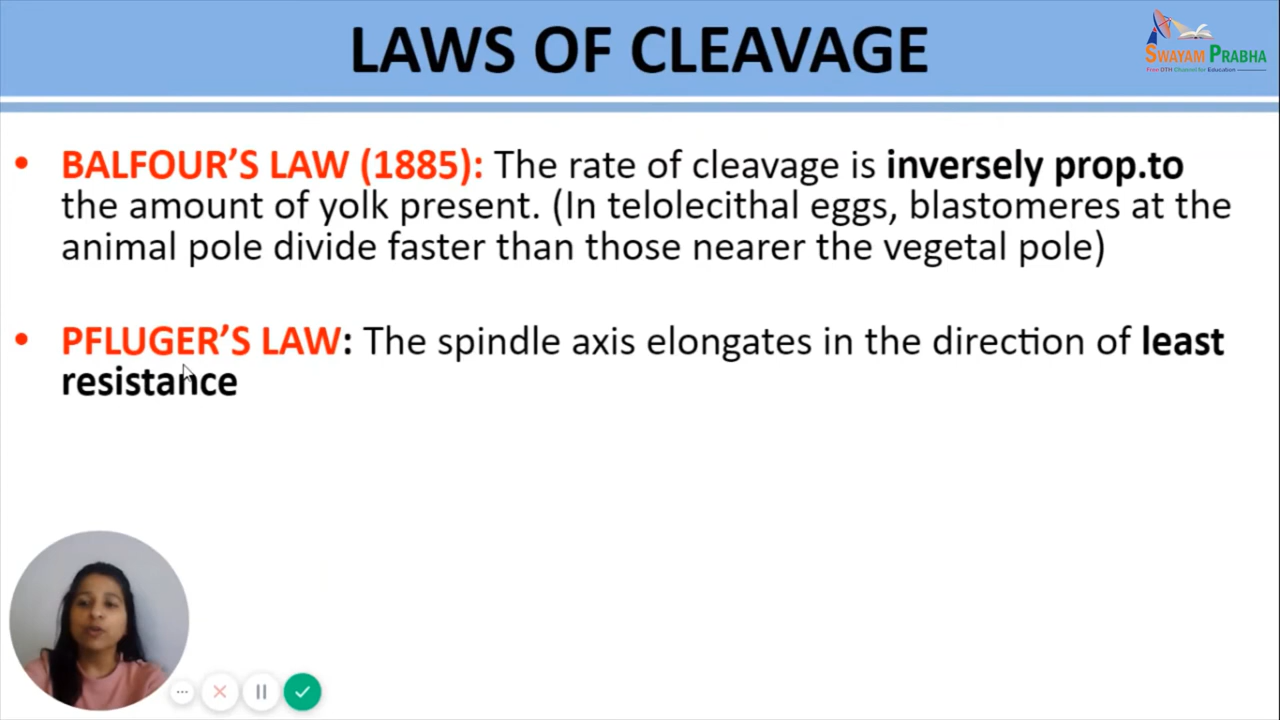 LAWS OF CLEAVAGE
SWAYAM PRABHA
Free DTH Channel for Education
• BALFOUR’S LAW (1885): The rate of cleavage is inversely prop.to
the amount of yolk present. (In telolecithal eggs, blastomeres at the
animal pole divide faster than those nearer the vegetal pole)
• PFLUGER’S LAW: The spindle axis elongates in the direction of least
resistance